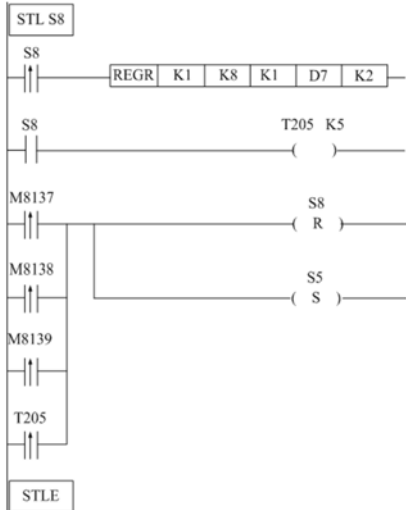 STL S8
S8
REGR K1 K8 K1 D7 K2
S8 T205 K5
M8137 S8
R
M8138 S5
S
M8139
T205
STLE